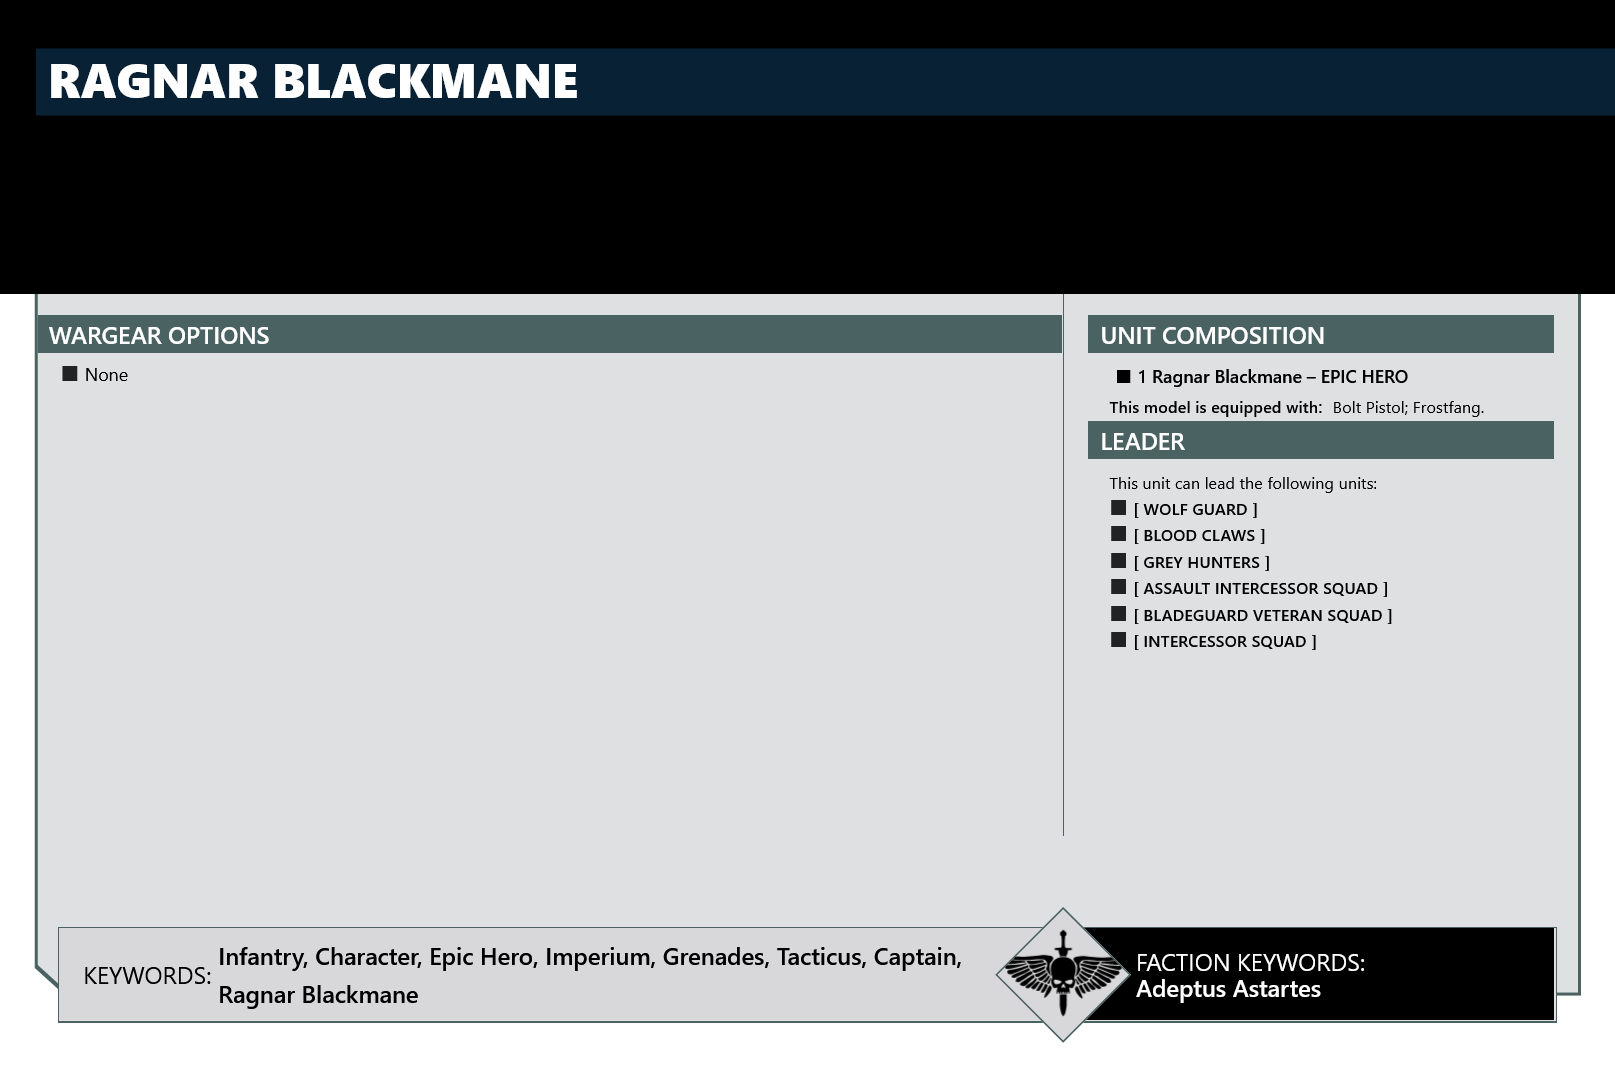 RAGNAR BLACKMANE
WARGEAR OPTIONS
None
UNIT COMPOSITION
1 Ragnar Blackmane – EPIC HERO
This model is equipped with: Bolt Pistol; Frostfang.
LEADER
This unit can lead the following units:
[ WOLF GUARD ]
[ BLOOD CLAWS ]
[ GREY HUNTERS ]
[ ASSAULT INTERCESSOR SQUAD ]
[ BLADEGUARD VETERAN SQUAD ]
[ INTERCESSOR SQUAD ]
KEYWORDS:
Infantry, Character, Epic Hero, Imperium, Grenades, Tacticus, Captain,
Ragnar Blackmane
FACTION KEYWORDS:
Adeptus Astartes